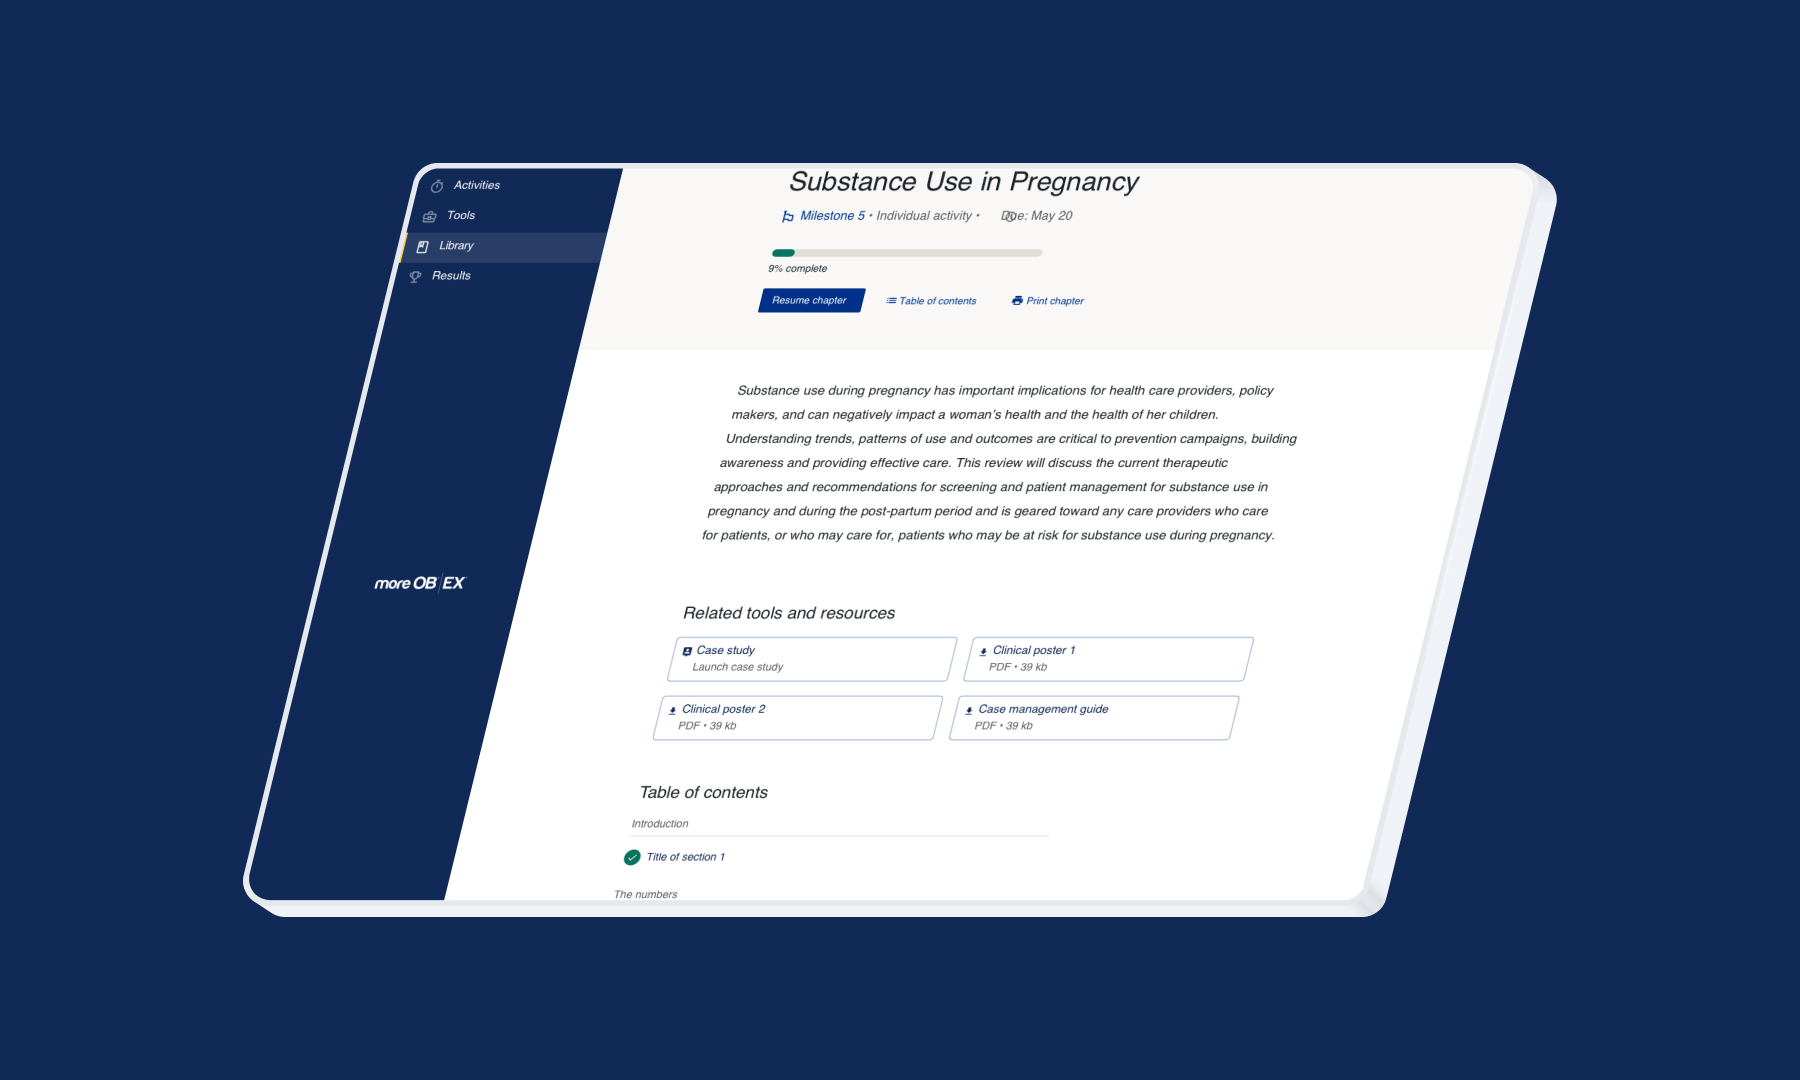 Activities
Tools
Library
Results
more OB EX
Substance Use in Pregnancy
Milestone 5 • Individual activity • Due: May 20
9% complete
Resume chapter
Table of contents
Print chapter
Substance use during pregnancy has important implications for health care providers, policy
makers, and can negatively impact a woman's health and the health of her children.
Understanding trends, patterns of use and outcomes are critical to prevention campaigns, building
awareness and providing effective care. This review will discuss the current therapeutic
approaches and recommendations for screening and patient management for substance use in
pregnancy and during the post-partum period and is geared toward any care providers who care
for patients, or who may care for, patients who may be at risk for substance use during pregnancy.
Related tools and resources
Case study
Launch case study
Clinical poster 1
PDF • 39 kb
Clinical poster 2
PDF • 39 kb
Case management guide
PDF • 39 kb
Table of contents
Introduction
Title of section 1
The numbers